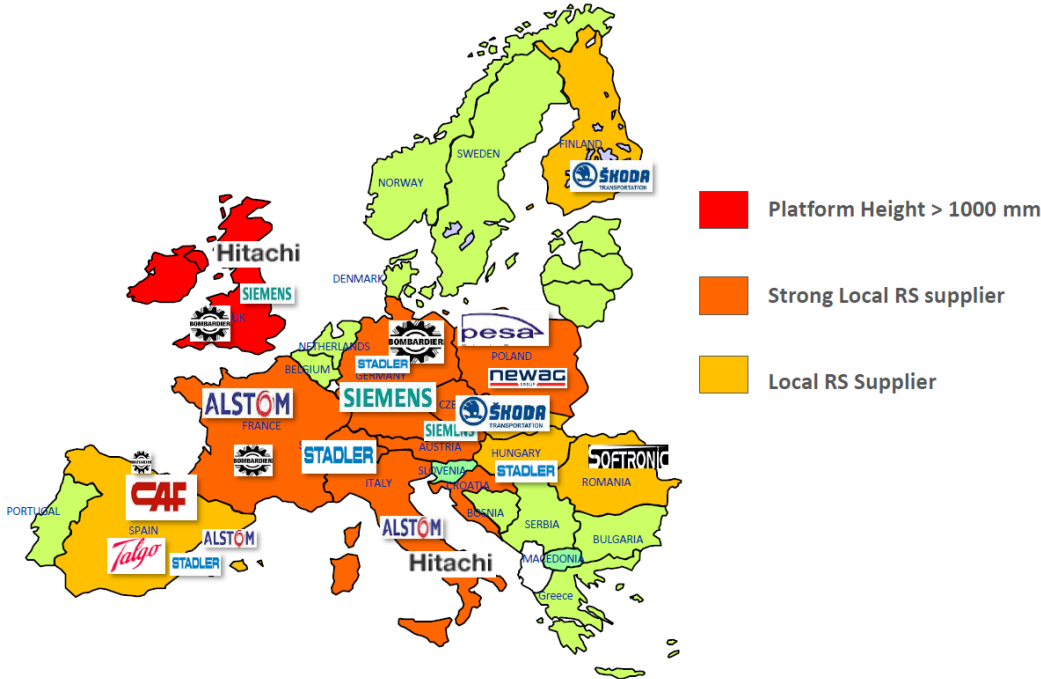 FINLAND
ŠKODA
TRANSPORTATION
SWEDEN
NORWAY
Platform Height > 1000 mm
Hitachi
DENMARK
SIEMENS
Strong Local RS supplier
BOMBARDIER
UK
pesa
BOMBARDIER
NETHERLANDS
POLAND
STADLER
BELGIUM
GERMANY
newag
GROUP
Local RS Supplier
SIEMENS
CZE
ALSTOM
ŠKODA
TRANSPORTATION
FRANCE
SIEMENS
AUSTRIA
STADLER
BOMBARDIER
HUNGARY
SOFTRONIC
SLOVENIA
STADLER
ITALY
CROATIA
ROMANIA
BOMBARDIER
CAF
PORTUGAL
BOSNIA
SPAIN
ALSTOM
SERBIA
ALSTOM
BULGARIA
Talgo
STADLER
Hitachi
MACEDONIA
Greece